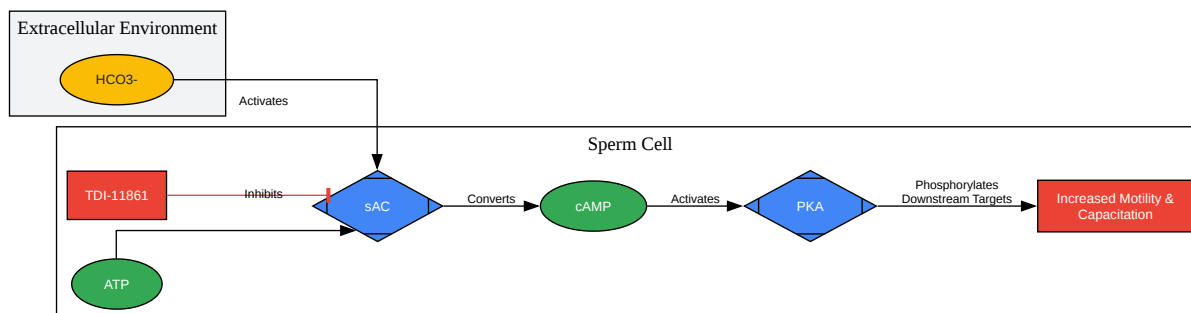 Extracellular Environment
HCO3-
Activates
Sperm Cell
TDI-11861
Inhibits
sAC
Converts
cAMP
Activates
PKA
Phosphorylates
Downstream Targets
Increased Motility &
Capacitation
ATP